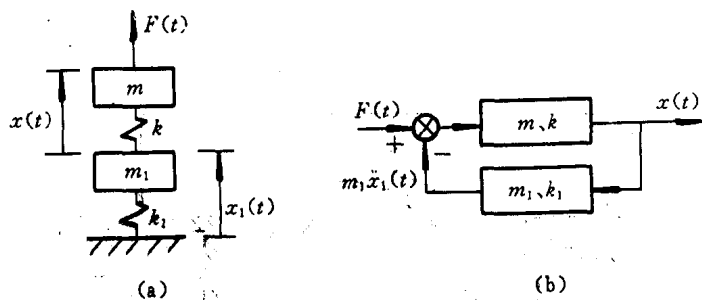 F(t)
m
x(t)
k
m₁
k₁
x₁(t)
(a)
F(t)
+
−
m、k
x(t)
m₁ẍ₁(t)
m₁、k₁
(b)